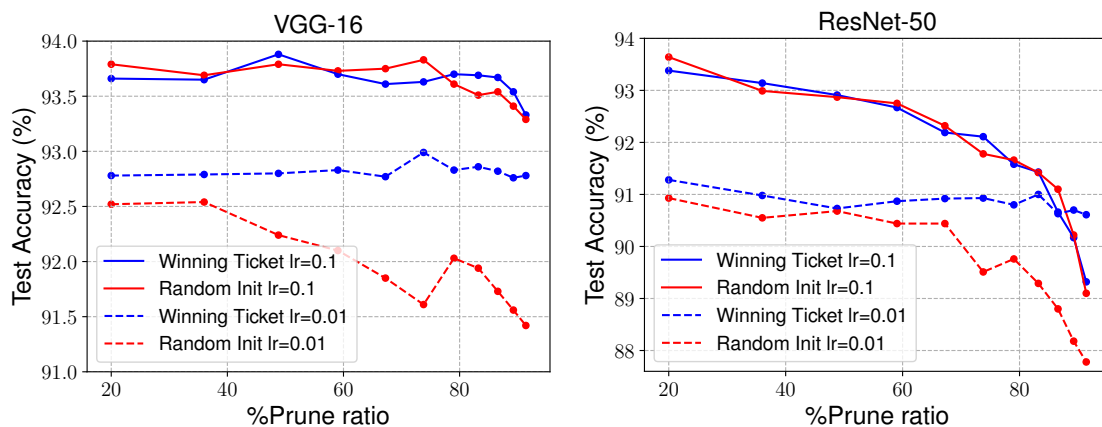 VGG-16
Test Accuracy (%)
94.0
93.5
93.0
92.5
92.0
91.5
91.0
Winning Ticket lr=0.1
Random Init lr=0.1
Winning Ticket lr=0.01
Random Init lr=0.01
20
40
60
80
%Prune ratio
ResNet-50
Test Accuracy (%)
94
93
92
91
90
89
88
Winning Ticket lr=0.1
Random Init lr=0.1
Winning Ticket lr=0.01
Random Init lr=0.01
20
40
60
80
%Prune ratio